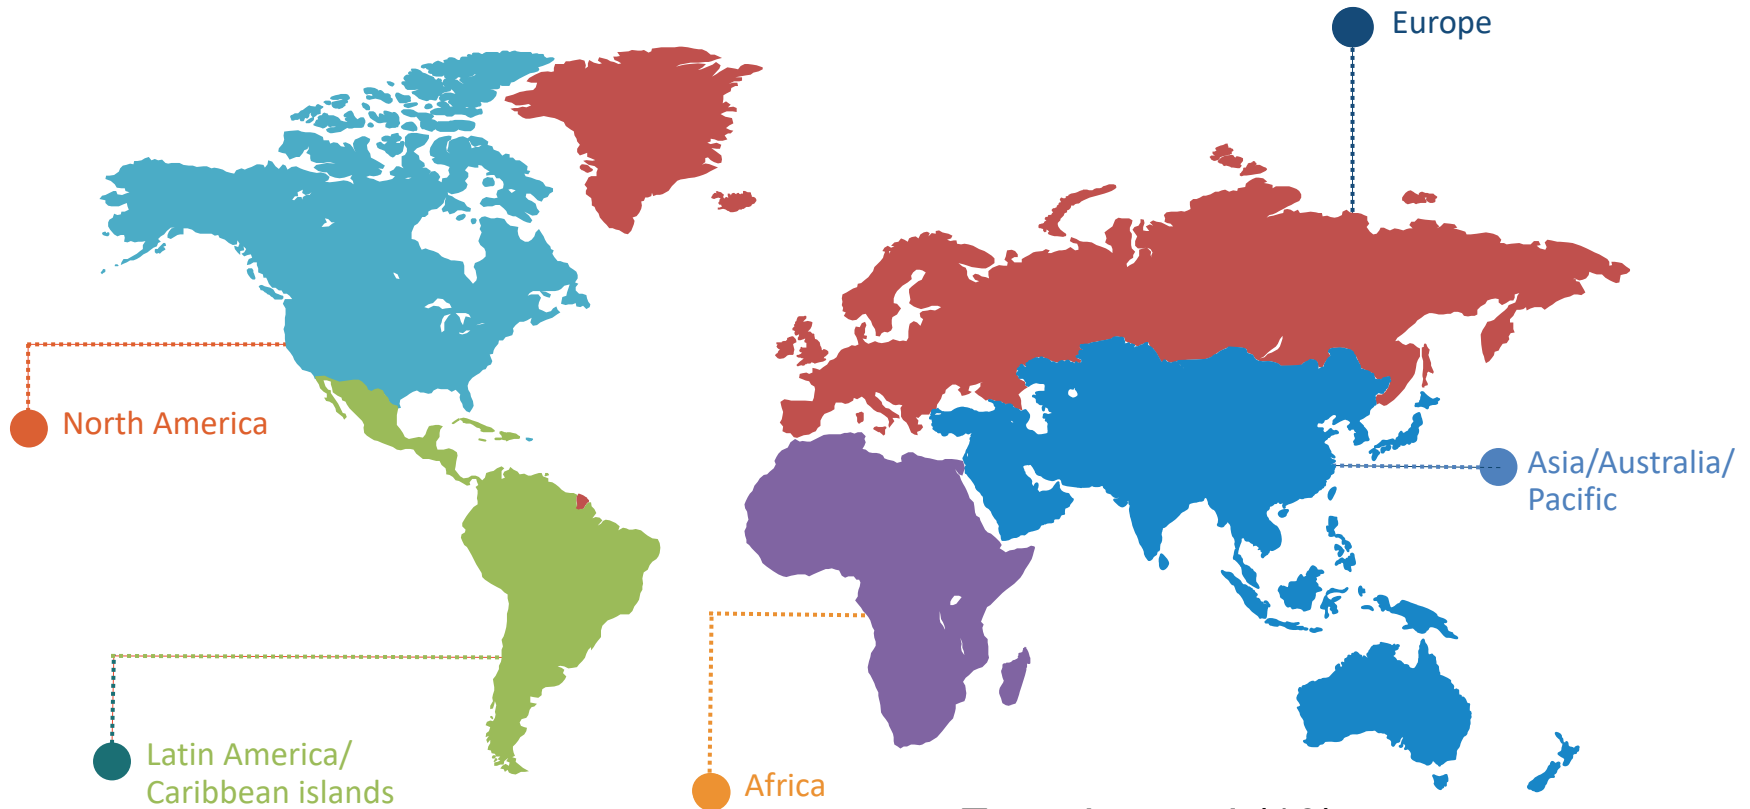 Europe
North America
Asia/Australia/
Pacific
Latin America/
Caribbean islands
Africa